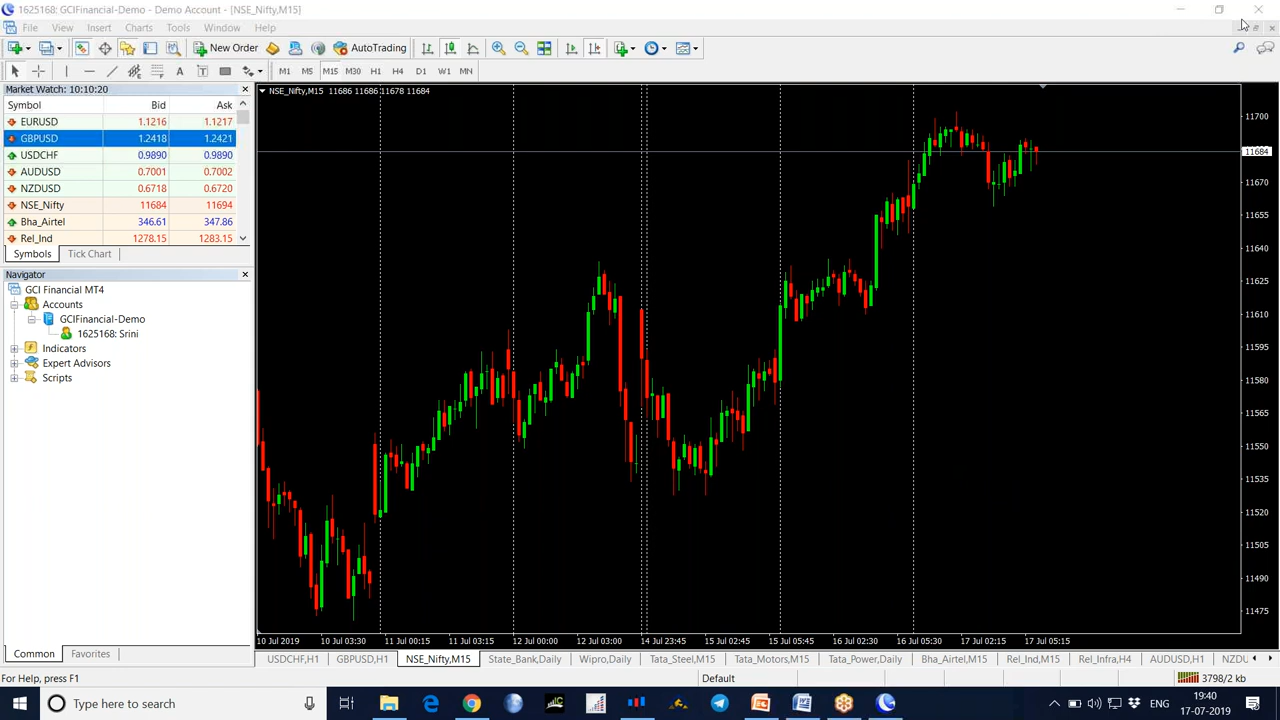 1625168: GCIFinancial-Demo - Demo Account - [NSE_Nifty,M15]
File View Insert Charts Tools Window Help
New Order AutoTrading
A T M1 M5 M15 M30 H1 H4 D1 W1 MN
Market Watch: 10:10:20
Symbol Bid Ask
EURUSD 1.1216 1.1217
GBPUSD 1.2418 1.2421
USDCHF 0.9890 0.9890
AUDUSD 0.7001 0.7002
NZDUSD 0.6718 0.6720
NSE_Nifty 11684 11694
Bha_Airtel 346.61 347.86
Rel_Ind 1278.15 1283.15
Symbols Tick Chart
Navigator
GCI Financial MT4
Accounts
GCIFinancial-Demo
1625168: Srini
Indicators
Expert Advisors
Scripts
Common Favorites
NSE_Nifty,M15 11686 11686 11678 11684
11700
11684
11670
11655
11640
11625
11610
11595
11580
11565
11550
11535
11520
11505
11490
11475
10 Jul 2019 10 Jul 03:30 11 Jul 00:15 11 Jul 03:15 12 Jul 00:00 12 Jul 03:00 14 Jul 23:45 15 Jul 02:45 15 Jul 05:45 16 Jul 02:30 16 Jul 05:30 17 Jul 02:15 17 Jul 05:15
USDCHF,H1 GBPUSD,H1 NSE_Nifty,M15 State_Bank,Daily Wipro,Daily Tata_Steel,M15 Tata_Motors,M15 Tata_Power,Daily Bha_Airtel,M15 Rel_Ind,M15 Rel_Infra,H4 AUDUSD,H1 NZDU
For Help, press F1 Default 3798/2 kb
Type here to search ENG 19:40
17-07-2019